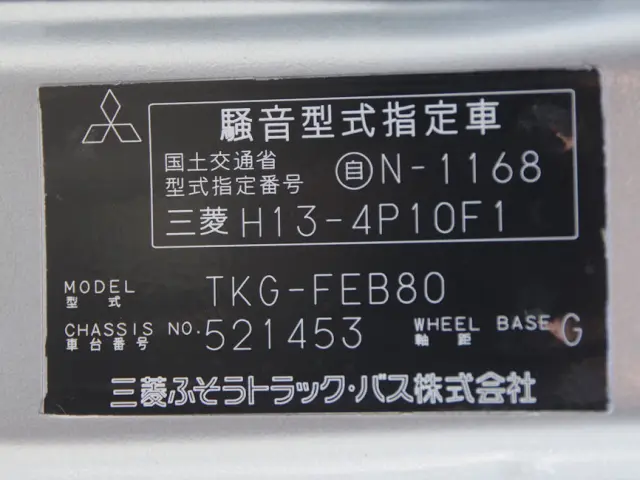 騒音型式指定車
国土交通省
型式指定番号 自N-1168
三菱 H13-4P10F1
MODEL
型式 TKG-FEB80
CHASSIS NO.
車台番号 521453 WHEEL BASE
軸距 G
三菱ふそうトラック・バス株式会社